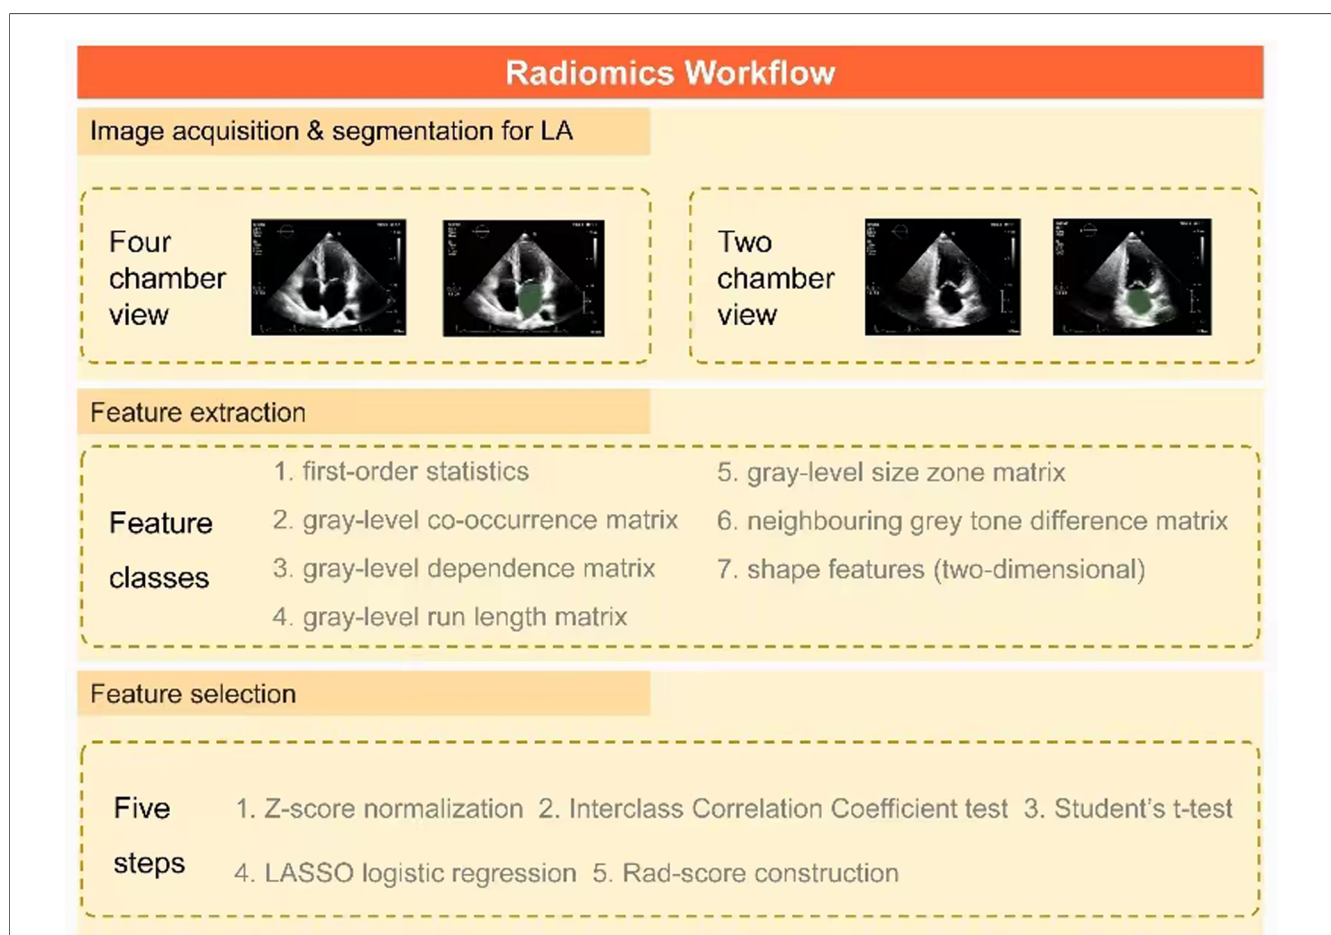 Radiomics Workflow
Image acquisition & segmentation for LA
Four
chamber
view
Two
chamber
view
Feature extraction
Feature
classes
1. first-order statistics
2. gray-level co-occurrence matrix
3. gray-level dependence matrix
4. gray-level run length matrix
5. gray-level size zone matrix
6. neighbouring grey tone difference matrix
7. shape features (two-dimensional)
Feature selection
Five
steps
1. Z-score normalization 2. Interclass Correlation Coefficient test 3. Student's t-test
4. LASSO logistic regression 5. Rad-score construction